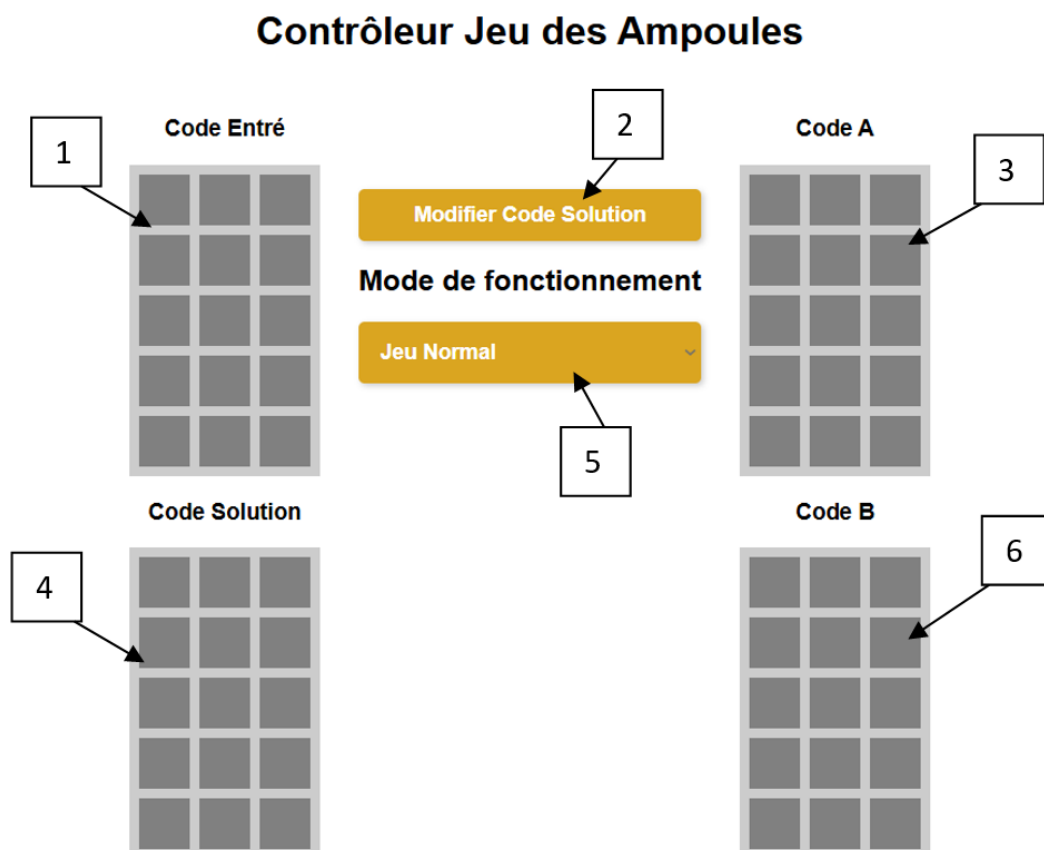 Contrôleur Jeu des Ampoules
Code Entré
2
Code A
1
3
Modifier Code Solution
Mode de fonctionnement
Jeu Normal
5
Code Solution
Code B
4
6